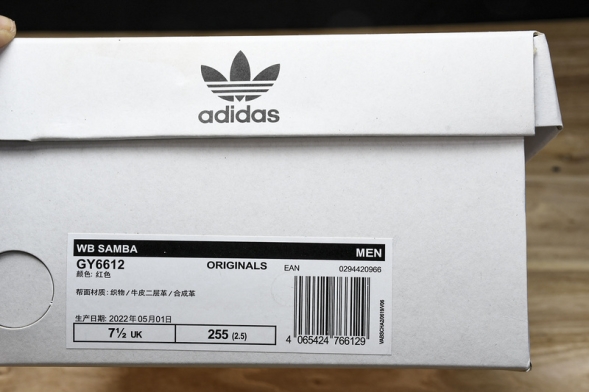 adidas
WB SAMBA MEN
GY6612 ORIGINALS EAN 0294420966
颜色: 红色
帮面材质: 织物/牛皮二层革/合成革
生产日期: 2022年05月01日
7½ UK 255 (2.5)
4 065424 766129